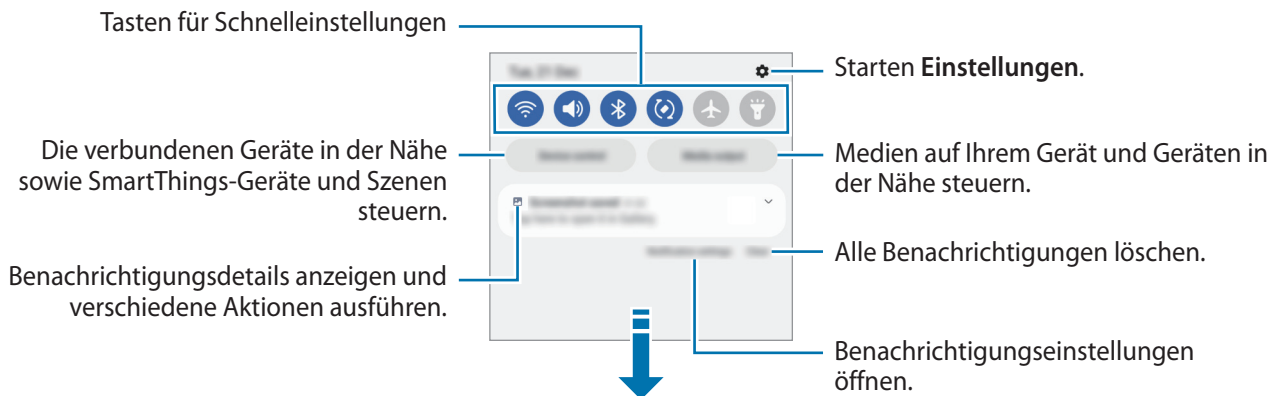 Tasten für Schnelleinstellungen
Starten Einstellungen.
Die verbundenen Geräte in der Nähe
sowie SmartThings-Geräte und Szenen
steuern.
Medien auf Ihrem Gerät und Geräten in
der Nähe steuern.
Benachrichtigungsdetails anzeigen und
verschiedene Aktionen ausführen.
Alle Benachrichtigungen löschen.
Benachrichtigungseinstellungen
öffnen.